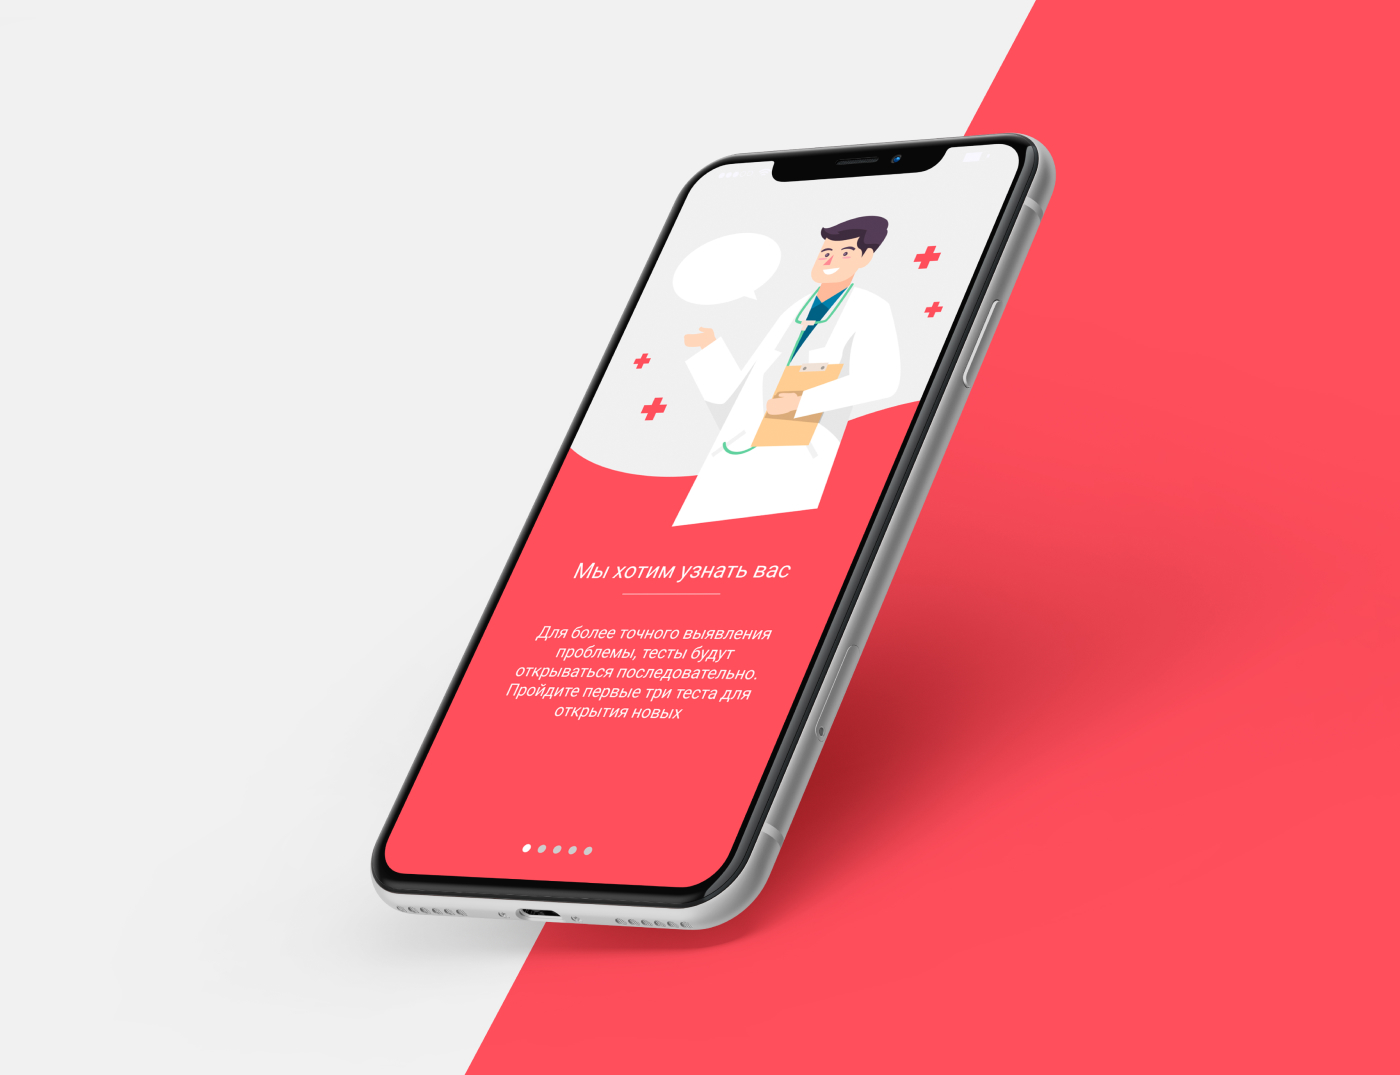 Мы хотим узнать вас
Для более точного выявления
проблемы, тесты будут
открываться последовательно.
Пройдите первые три теста для
открытия новых